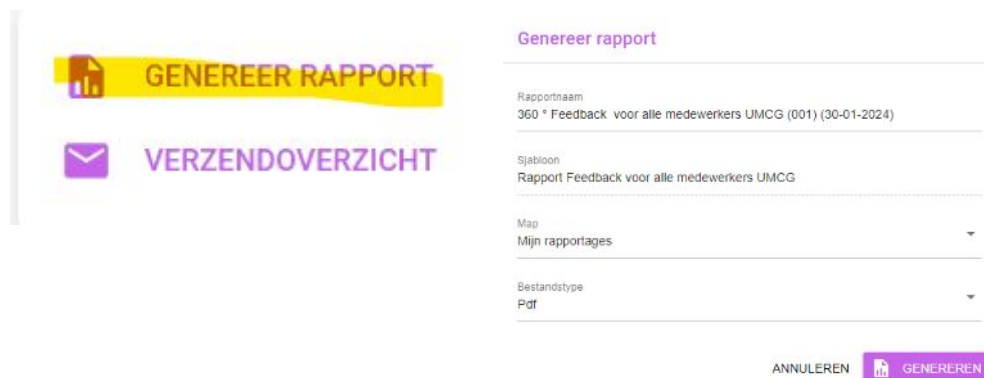 GENEREER RAPPORT
VERZENDOVERZICHT
Genereer rapport
Rapportnaam
360 ° Feedback voor alle medewerkers UMCG (001) (30-01-2024)
Sjabloon
Rapport Feedback voor alle medewerkers UMCG
Map
Mijn rapportages
Bestandstype
Pdf
ANNULEREN GENEREREN